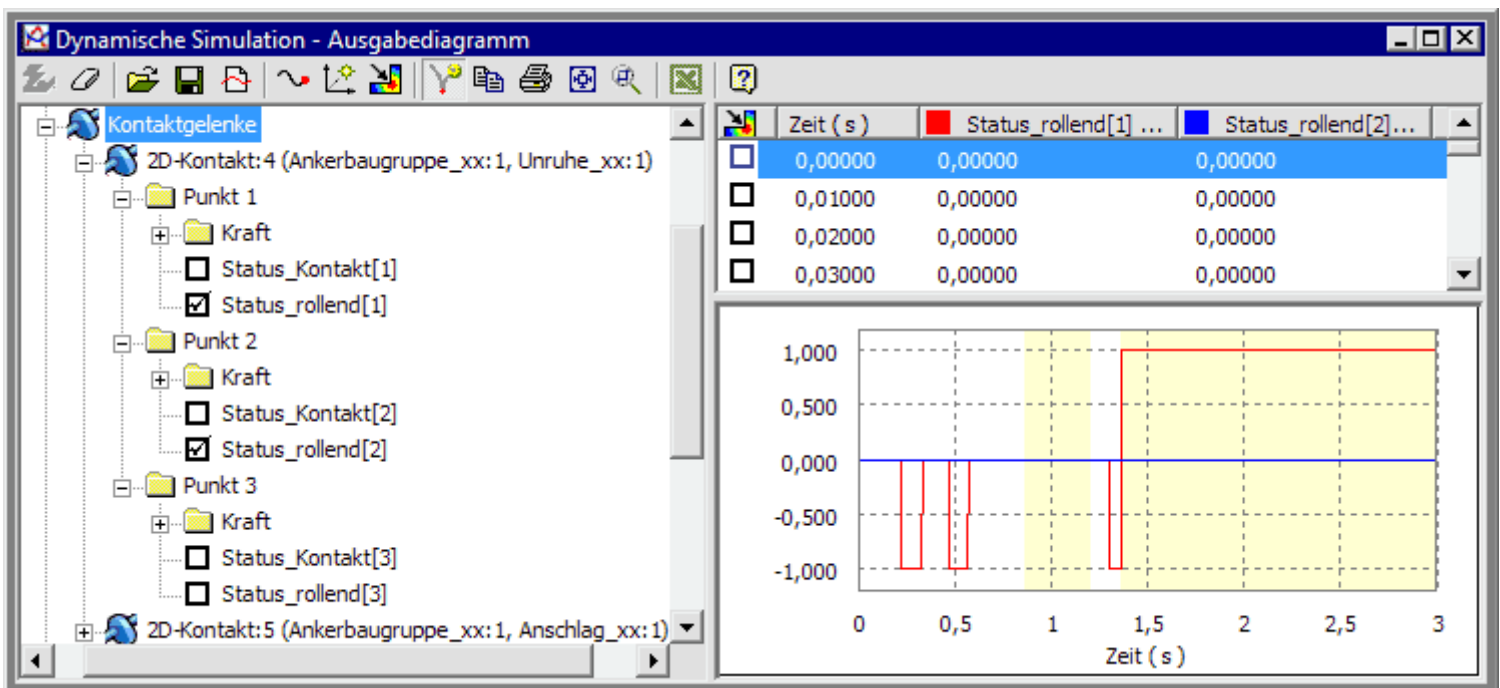 Dynamische Simulation - Ausgabediagramm
Kontaktgelenke
2D-Kontakt:4 (Ankerbaugruppe_xx:1, Unruhe_xx:1)
Punkt 1
Kraft
Status_Kontakt[1]
Status_rollend[1]
Punkt 2
Kraft
Status_Kontakt[2]
Status_rollend[2]
Punkt 3
Kraft
Status_Kontakt[3]
Status_rollend[3]
2D-Kontakt:5 (Ankerbaugruppe_xx:1, Anschlag_xx:1)
Zeit ( s ) Status_rollend[1] ... Status_rollend[2]...
0,00000 0,00000 0,00000
0,01000 0,00000 0,00000
0,02000 0,00000 0,00000
0,03000 0,00000 0,00000
1,000
0,500
0,000
-0,500
-1,000
0 0,5 1 1,5 2 2,5 3
Zeit ( s )